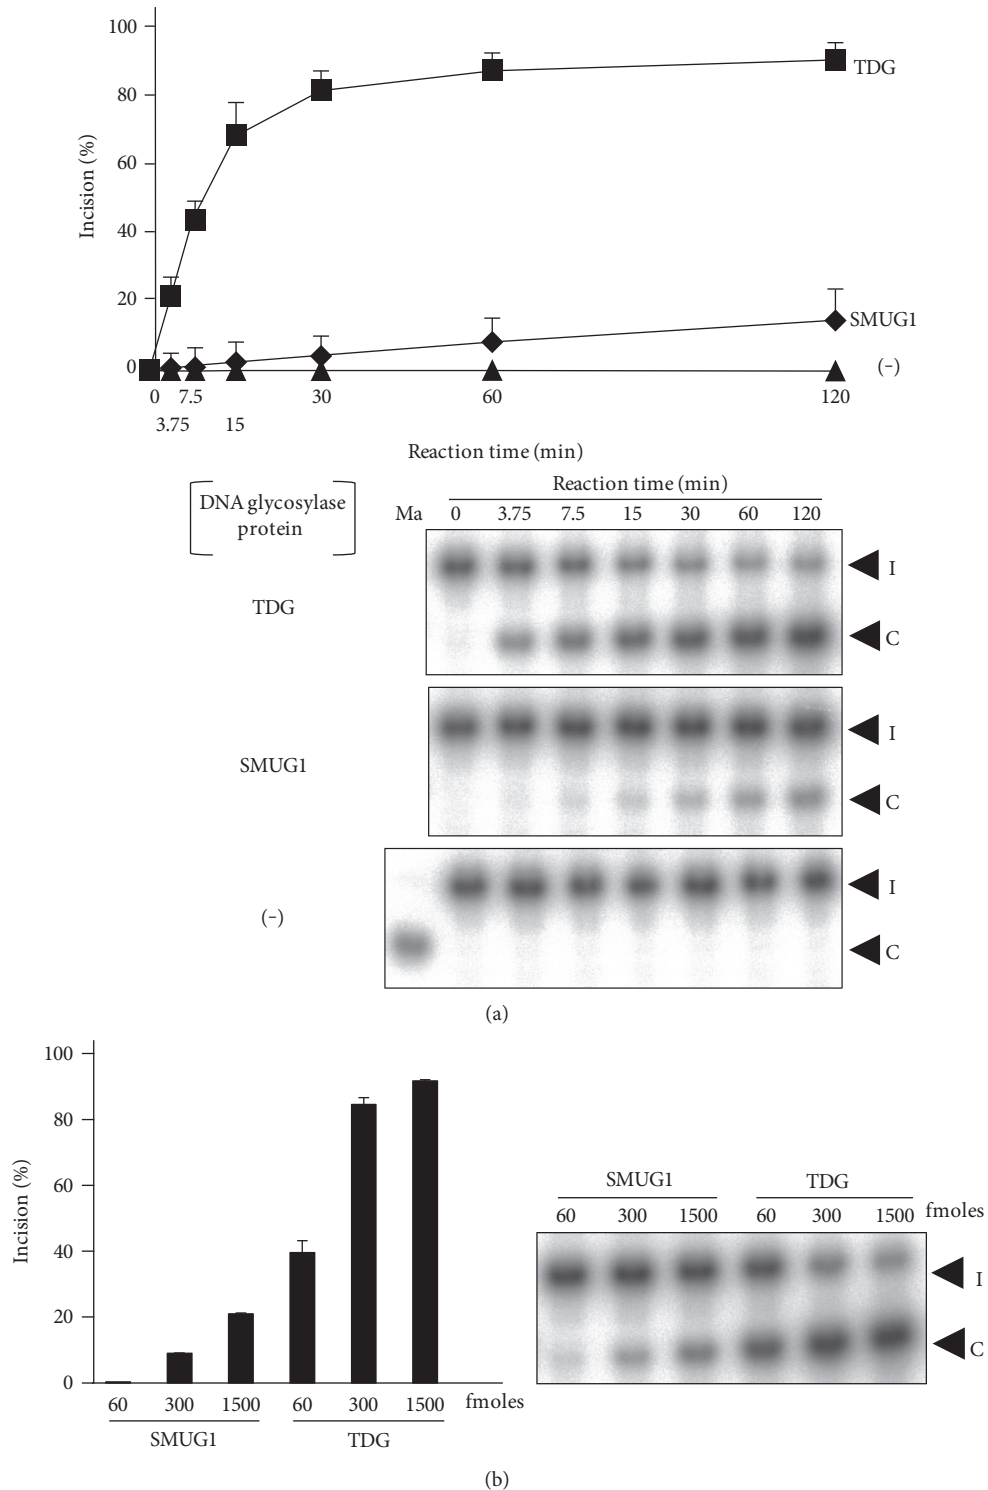 100
80
60
40
20
0
Incision (%)
TDG
SMUG1
(–)
0 7.5 30 60 120
3.75 15
Reaction time (min)
DNA glycosylase
protein
Reaction time (min)
Ma 0 3.75 7.5 15 30 60 120
TDG
I
C
SMUG1
I
C
(–)
I
C
(a)
100
80
60
40
20
0
Incision (%)
60 300 1500 60 300 1500 fmoles
SMUG1 TDG
SMUG1 TDG
60 300 1500 60 300 1500 fmoles
I
C
(b)